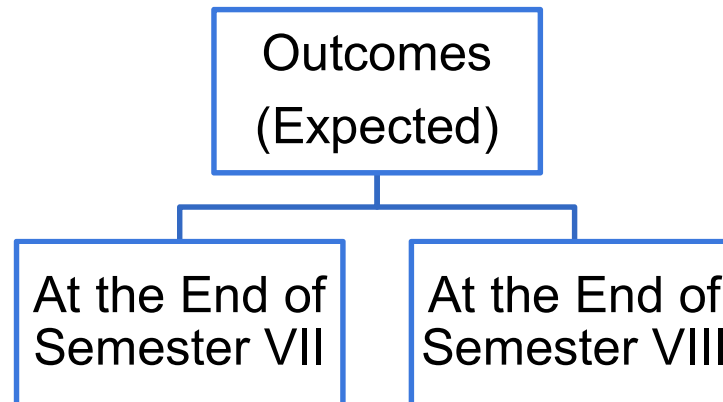 Outcomes
(Expected)
At the End of
Semester VII
At the End of
Semester VIII